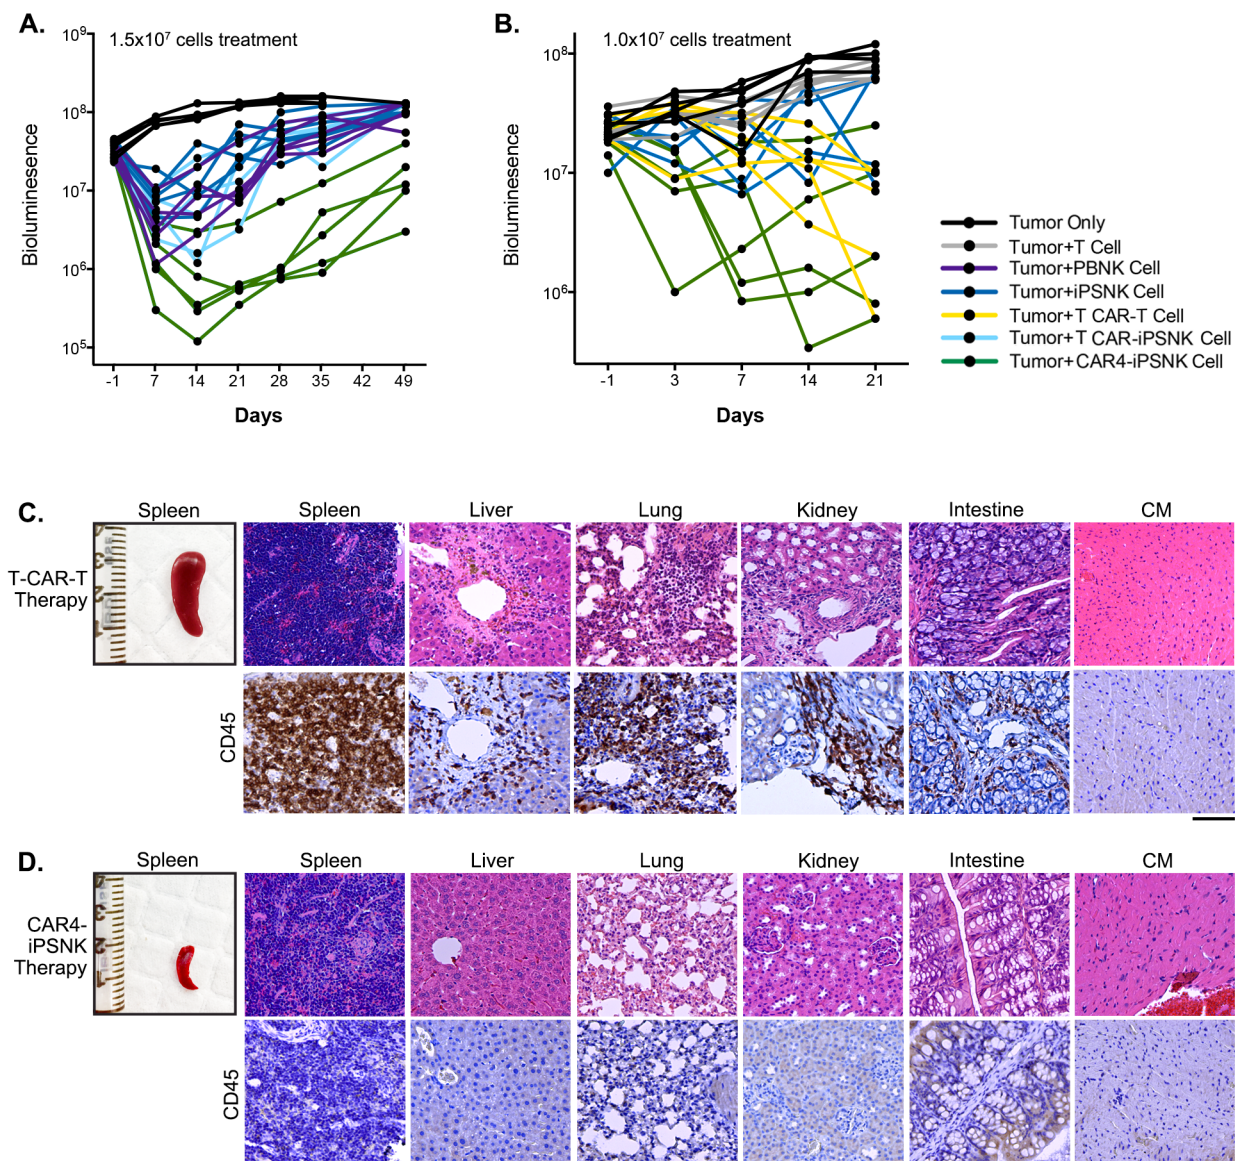 A.
1.5x10⁷ cells treatment
10⁹
10⁸
10⁷
10⁶
10⁵
Bioluminesence
-1 7 14 21 28 35 42 49
Days
B.
1.0x10⁷ cells treatment
10⁸
10⁷
10⁶
Bioluminesence
-1 3 7 14 21
Days
Tumor Only
Tumor+T Cell
Tumor+PBNK Cell
Tumor+iPSNK Cell
Tumor+T CAR-T Cell
Tumor+T CAR-iPSNK Cell
Tumor+CAR4-iPSNK Cell
C.
Spleen Spleen Liver Lung Kidney Intestine CM
T-CAR-T
Therapy
CD45
D.
Spleen Spleen Liver Lung Kidney Intestine CM
CAR4-
iPSNK
Therapy
CD45